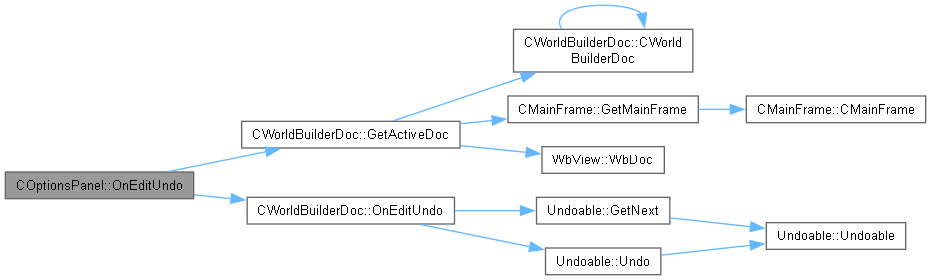 CWorldBuilderDoc::CWorld
BuilderDoc
CMainFrame::GetMainFrame
CMainFrame::CMainFrame
CWorldBuilderDoc::GetActiveDoc
WbView::WbDoc
COptionsPanel::OnEditUndo
CWorldBuilderDoc::OnEditUndo
Undoable::GetNext
Undoable::Undoable
Undoable::Undo